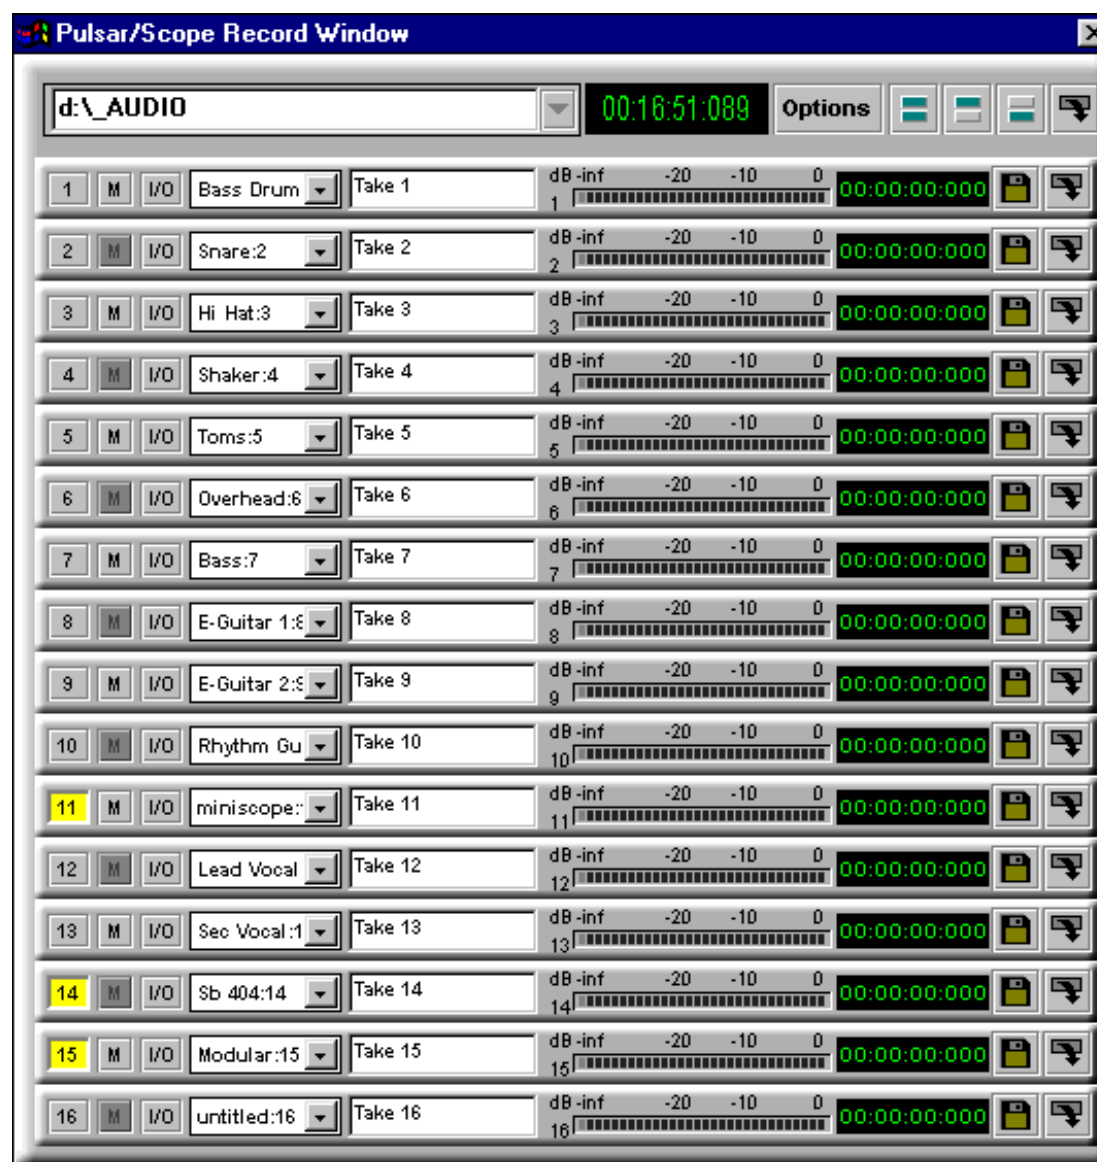 Pulsar/Scope Record Window
d:\_AUDIO 00:16:51:089 Options
1 M I/O Bass Drum Take 1 dB -inf -20 -10 0 1 00:00:00:000
2 M I/O Snare:2 Take 2 dB -inf -20 -10 0 2 00:00:00:000
3 M I/O Hi Hat:3 Take 3 dB -inf -20 -10 0 3 00:00:00:000
4 M I/O Shaker:4 Take 4 dB -inf -20 -10 0 4 00:00:00:000
5 M I/O Toms:5 Take 5 dB -inf -20 -10 0 5 00:00:00:000
6 M I/O Overhead:6 Take 6 dB -inf -20 -10 0 6 00:00:00:000
7 M I/O Bass:7 Take 7 dB -inf -20 -10 0 7 00:00:00:000
8 M I/O E-Guitar 1:8 Take 8 dB -inf -20 -10 0 8 00:00:00:000
9 M I/O E-Guitar 2:9 Take 9 dB -inf -20 -10 0 9 00:00:00:000
10 M I/O Rhythm Gu Take 10 dB -inf -20 -10 0 10 00:00:00:000
11 M I/O miniscope: Take 11 dB -inf -20 -10 0 11 00:00:00:000
12 M I/O Lead Vocal Take 12 dB -inf -20 -10 0 12 00:00:00:000
13 M I/O Sec Vocal:1 Take 13 dB -inf -20 -10 0 13 00:00:00:000
14 M I/O Sb 404:14 Take 14 dB -inf -20 -10 0 14 00:00:00:000
15 M I/O Modular:15 Take 15 dB -inf -20 -10 0 15 00:00:00:000
16 M I/O untitled:16 Take 16 dB -inf -20 -10 0 16 00:00:00:000